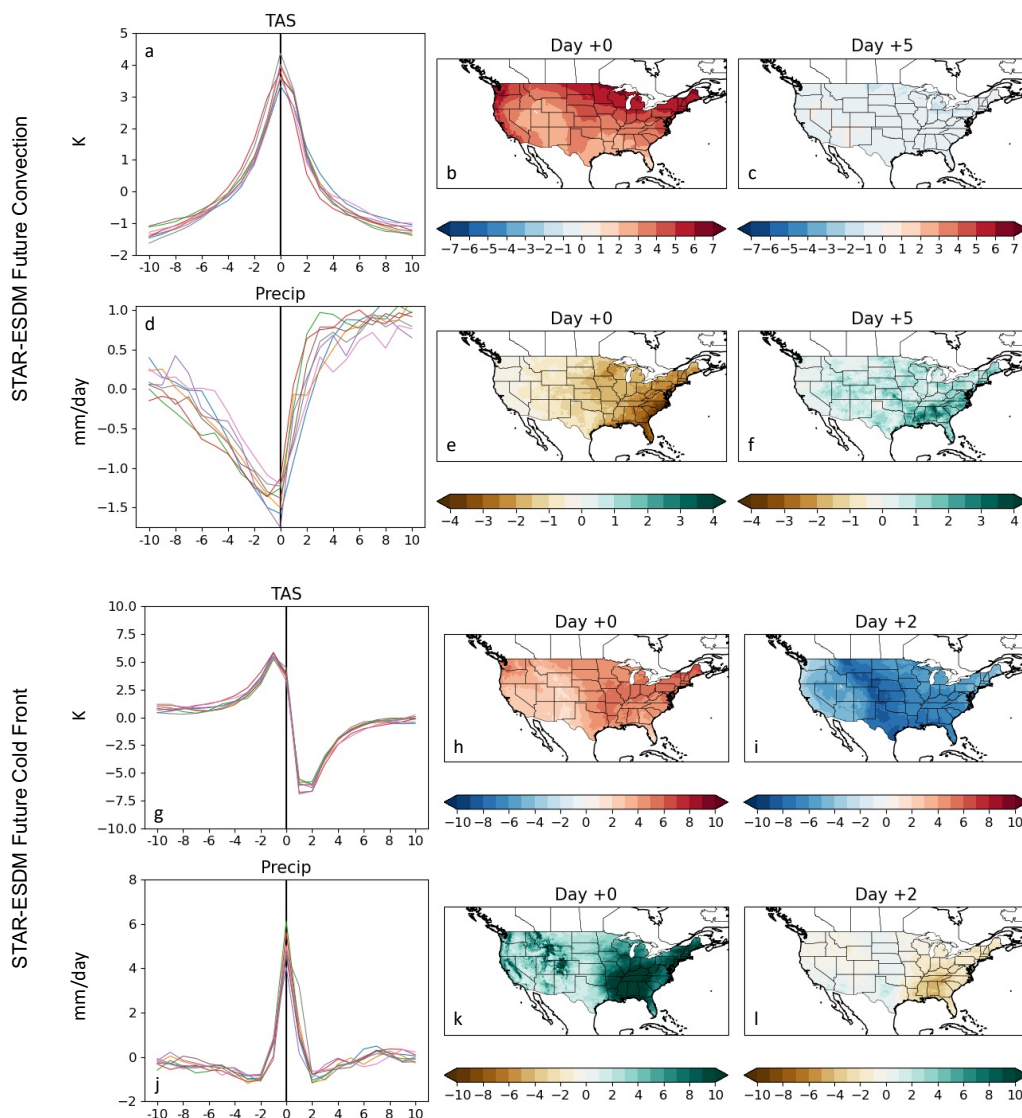 STAR-ESDM Future Convection
TAS
a
K
5
4
3
2
1
0
−1
−2
-10 -8 -6 -4 -2 0 2 4 6 8 10
Day +0
b
−7−6−5−4−3−2−1 0 1 2 3 4 5 6 7
Day +5
c
−7−6−5−4−3−2−1 0 1 2 3 4 5 6 7
Precip
d
mm/day
1.0
0.5
0.0
−0.5
−1.0
−1.5
-10 -8 -6 -4 -2 0 2 4 6 8 10
Day +0
e
−4 −3 −2 −1 0 1 2 3 4
Day +5
f
−4 −3 −2 −1 0 1 2 3 4
STAR-ESDM Future Cold Front
TAS
K
10.0
7.5
5.0
2.5
0.0
−2.5
−5.0
−7.5
−10.0
g
-10 -8 -6 -4 -2 0 2 4 6 8 10
Day +0
h
−10 −8 −6 −4 −2 0 2 4 6 8 10
Day +2
i
−10 −8 −6 −4 −2 0 2 4 6 8 10
Precip
mm/day
8
6
4
2
0
−2
j
-10 -8 -6 -4 -2 0 2 4 6 8 10
Day +0
k
−10 −8 −6 −4 −2 0 2 4 6 8 10
Day +2
l
−10 −8 −6 −4 −2 0 2 4 6 8 10